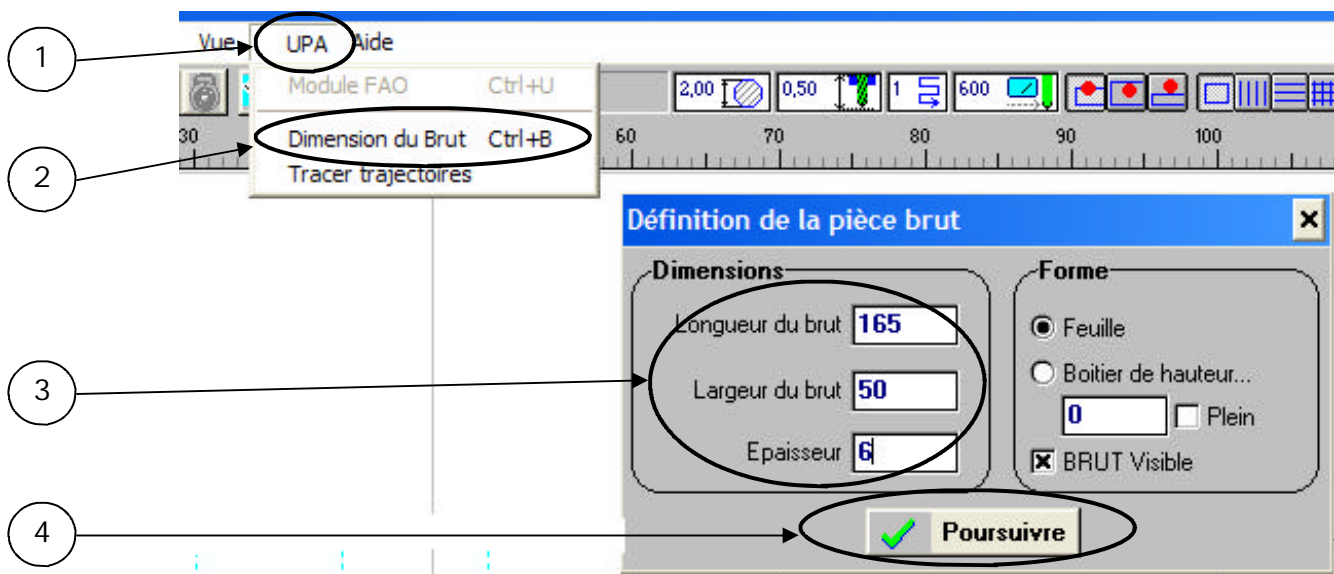 1
Vue UPA Aide
Module FAO Ctrl+U
2,00 0,50 1 600
Dimension du Brut Ctrl+B
30 60 70 80 90 100
2
Tracer trajectoires
Définition de la pièce brut
Dimensions
Forme
Longueur du brut 165
Feuille
3
Largeur du brut 50
Boitier de hauteur...
0 Plein
Epaisseur 6
BRUT Visible
4
Poursuivre